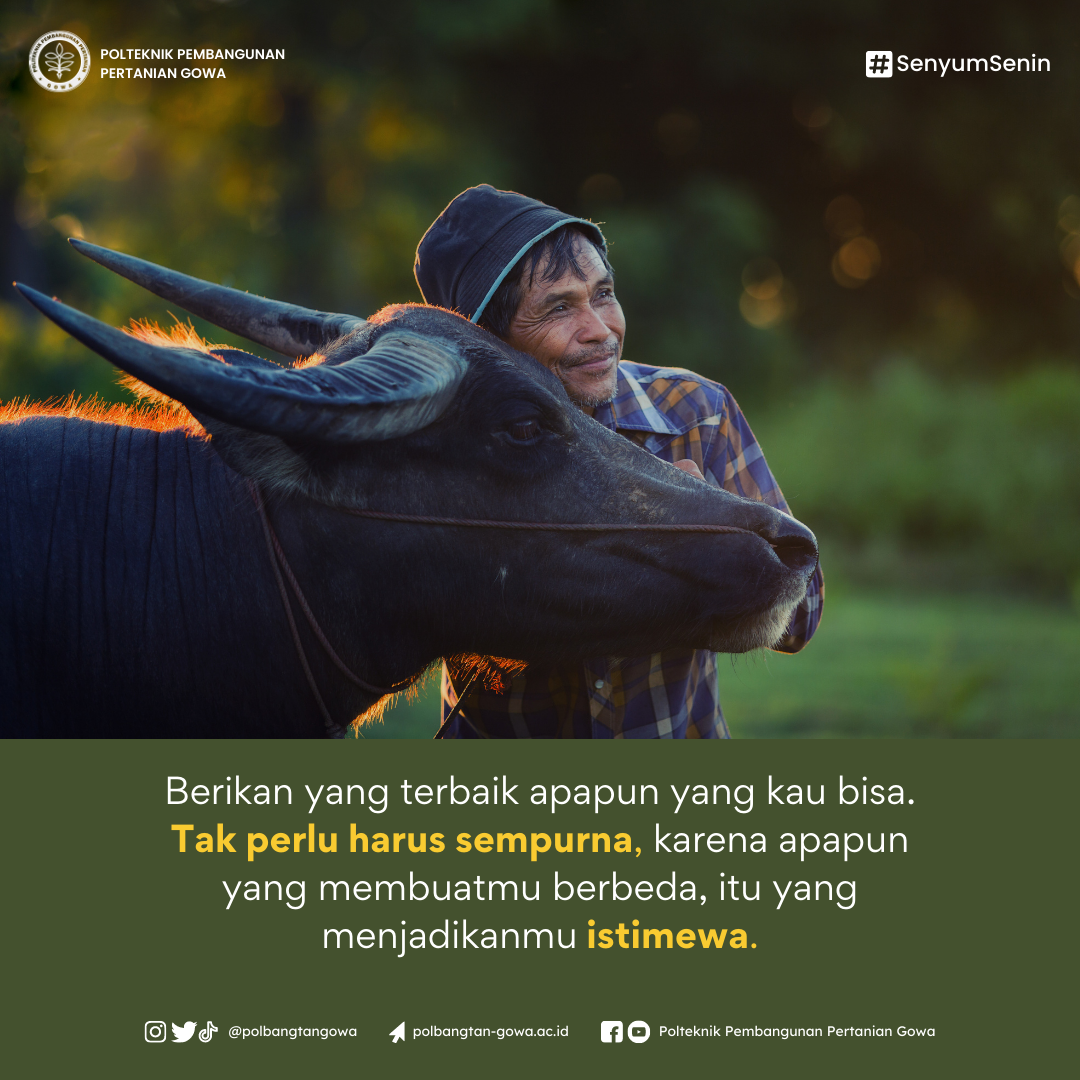 POLTEKNIK PEMBANGUNAN
PERTANIAN GOWA
#SenyumSenin
Berikan yang terbaik apapun yang kau bisa.
Tak perlu harus sempurna, karena apapun
yang membuatmu berbeda, itu yang
menjadikanmu istimewa.
@polbangtangowa
polbangtan-gowa.ac.id
Polteknik Pembangunan Pertanian Gowa